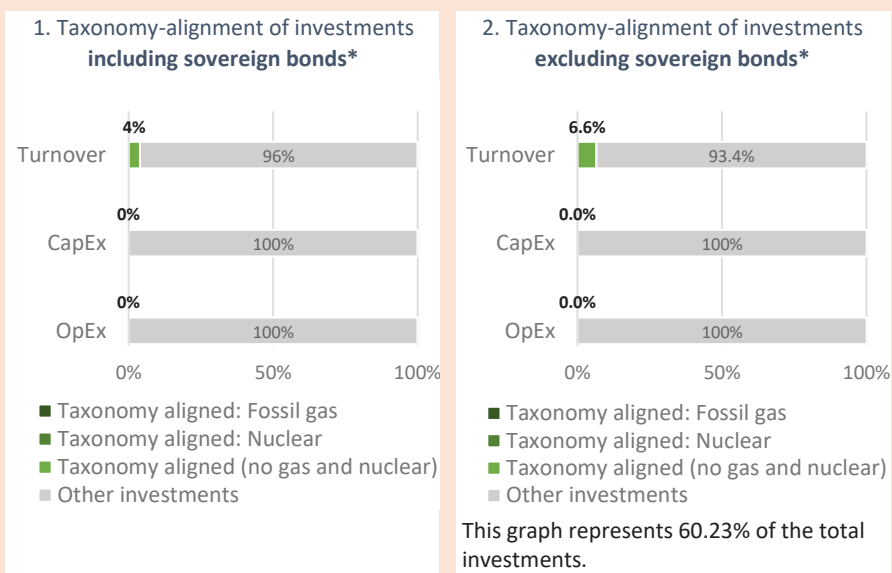 1. Taxonomy-alignment of investments
including sovereign bonds*
4%
Turnover
96%
0%
CapEx
100%
0%
OpEx
100%
0%
50%
100%
Taxonomy aligned: Fossil gas
Taxonomy aligned: Nuclear
Taxonomy aligned (no gas and nuclear)
Other investments
2. Taxonomy-alignment of investments
excluding sovereign bonds*
6.6%
Turnover
93.4%
0.0%
CapEx
100%
0.0%
OpEx
100%
0%
50%
100%
Taxonomy aligned: Fossil gas
Taxonomy aligned: Nuclear
Taxonomy aligned (no gas and nuclear)
Other investments
This graph represents 60.23% of the total
investments.